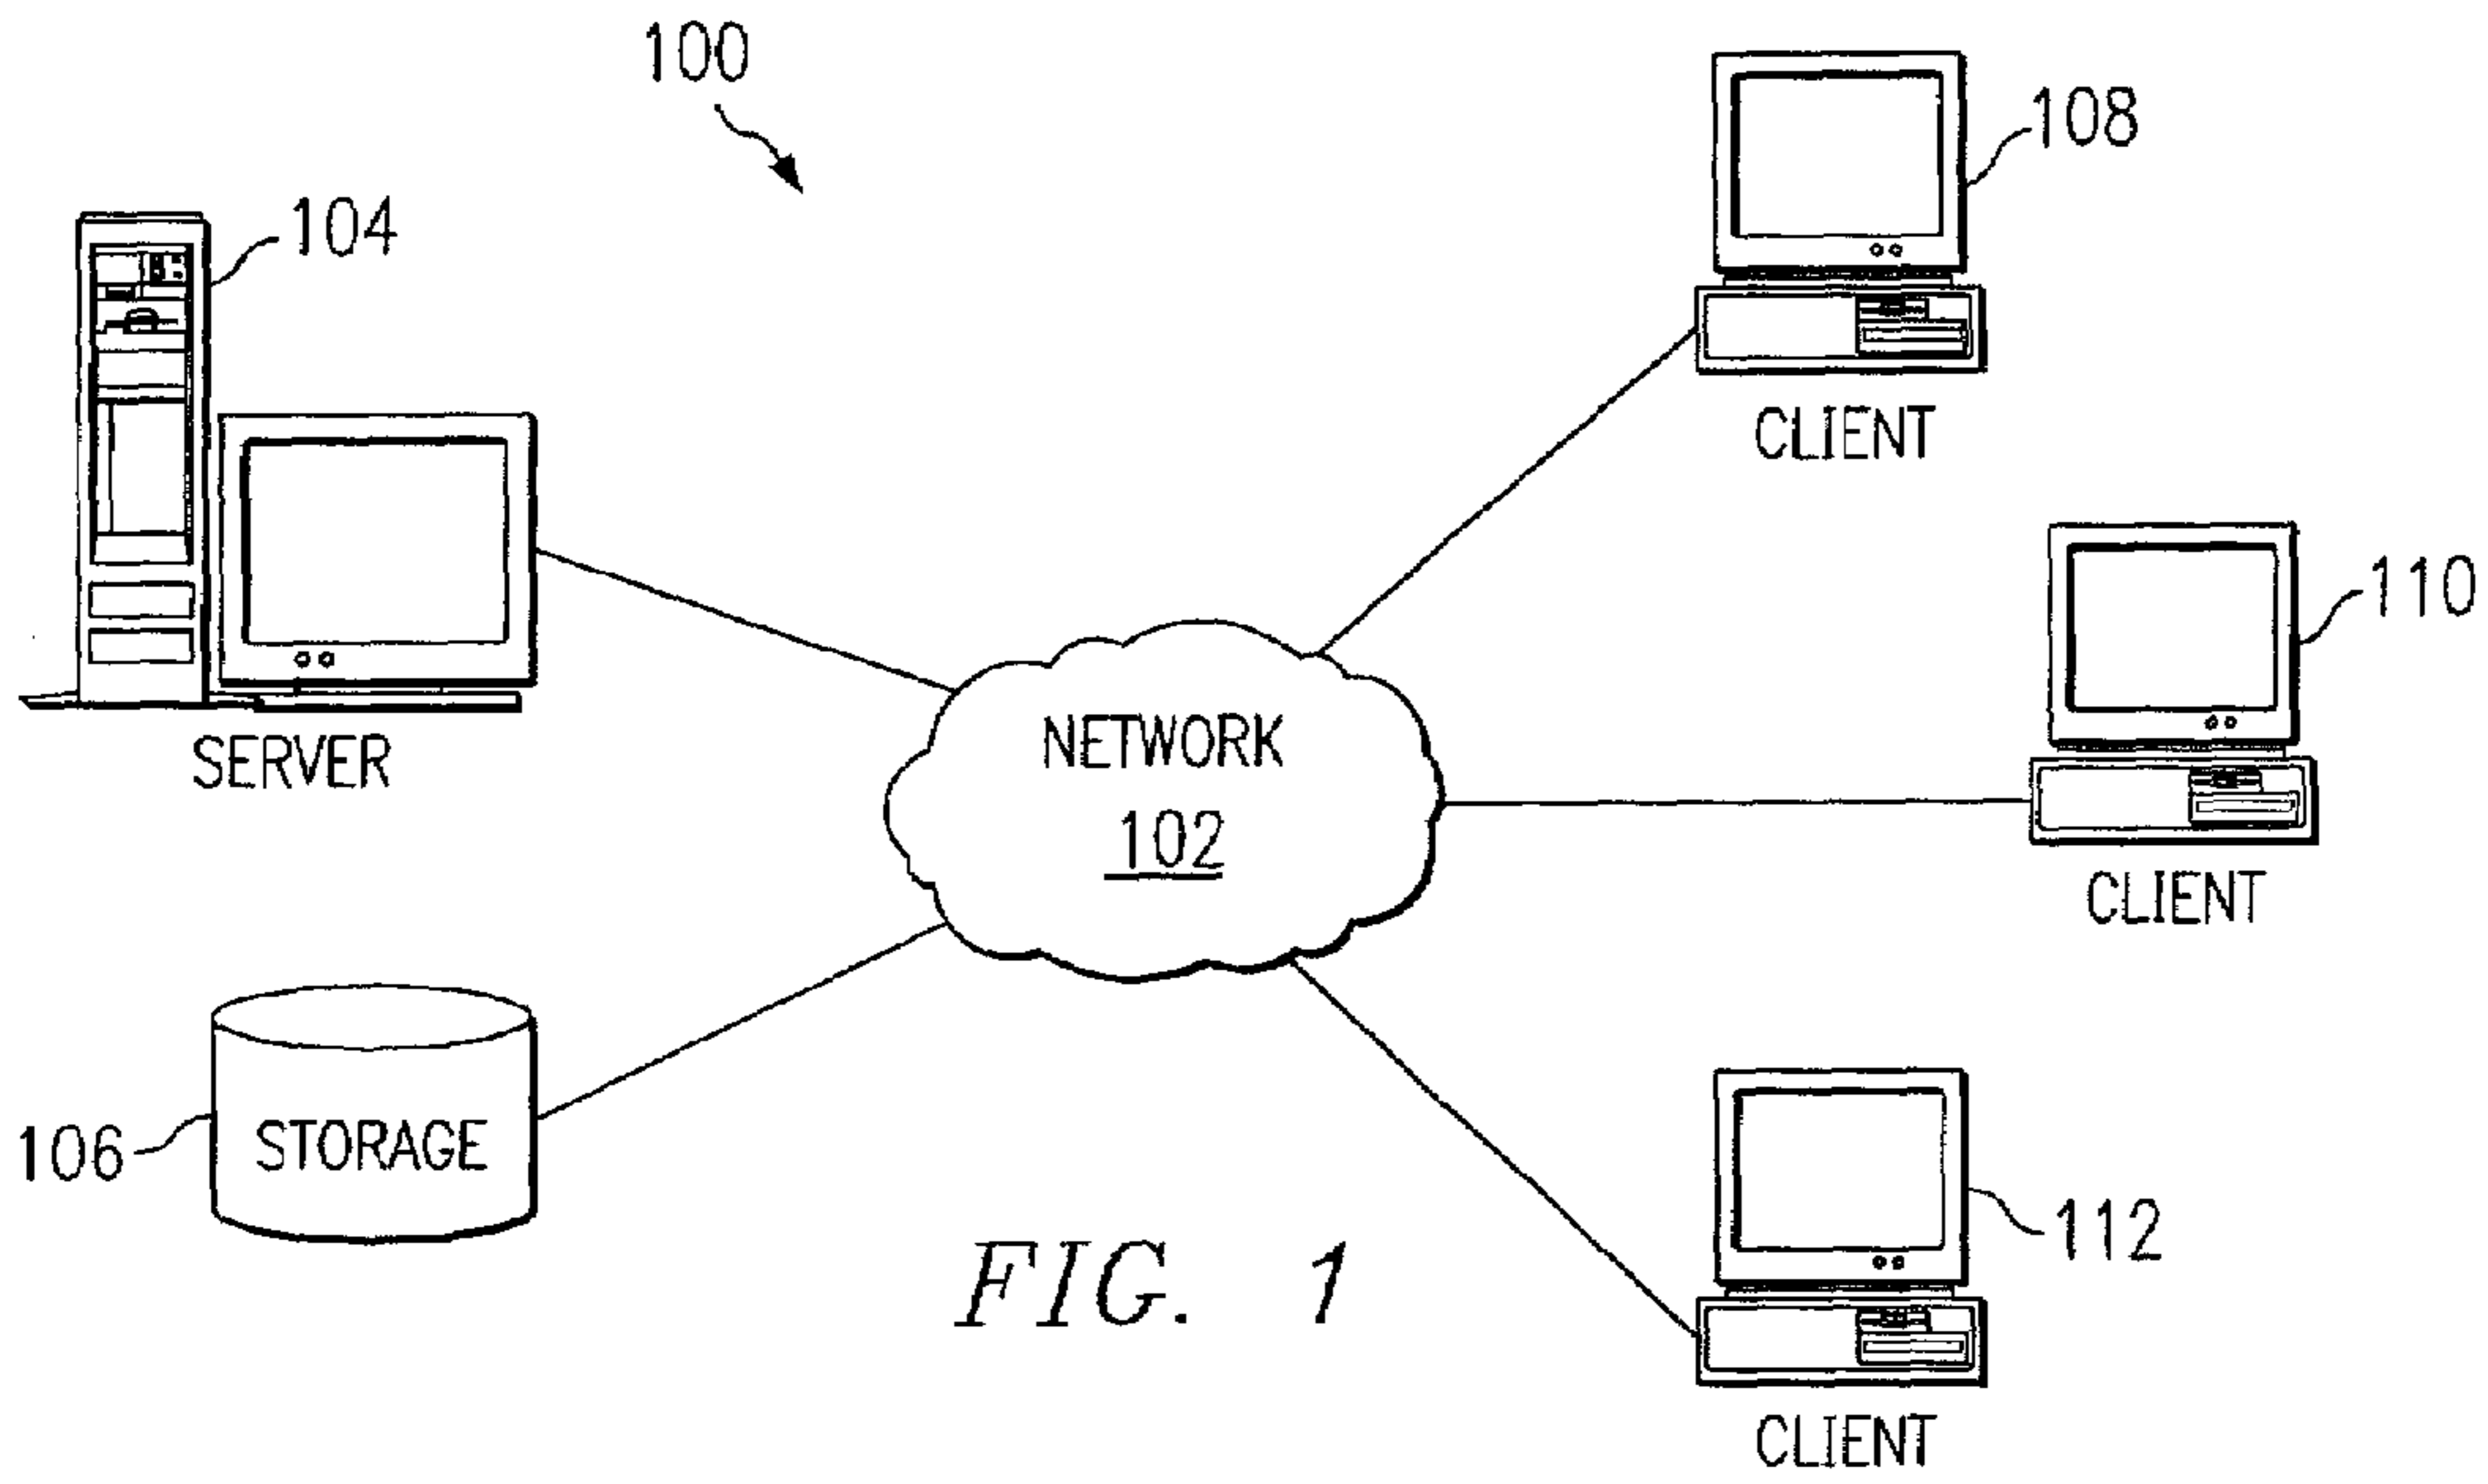 100
108
104
CLIENT
110
SERVER
NETWORK
102
CLIENT
106
STORAGE
112
FIG. 1
CLIENT